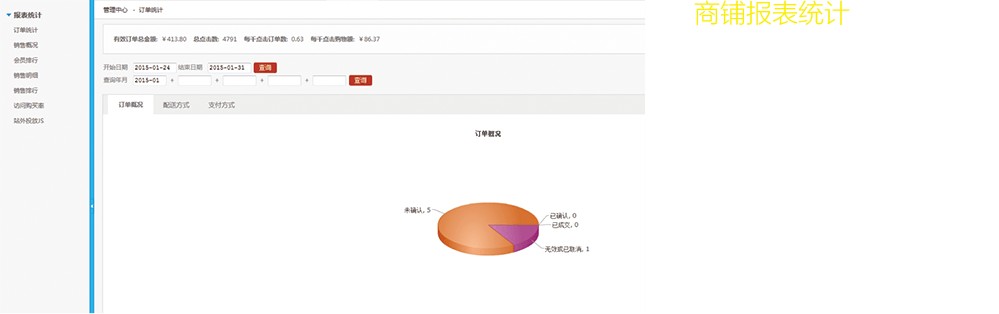 商铺报表统计
报表统计
订单统计
销售概况
会员排行
销售明细
销售排行
访问购买率
站外投放JS
管理中心 - 订单统计
有效订单总金额: ￥413.80 总点击数: 4791 每千点击订单数: 0.63 每千点击购物额: ￥86.37
开始日期 2015-01-24 结束日期 2015-01-31 查询
查询年月 2015-01 + + + + 查询
订单概况 配送方式 支付方式
订单概况
未确认, 5
已确认, 0
已成交, 0
无效或已取消, 1